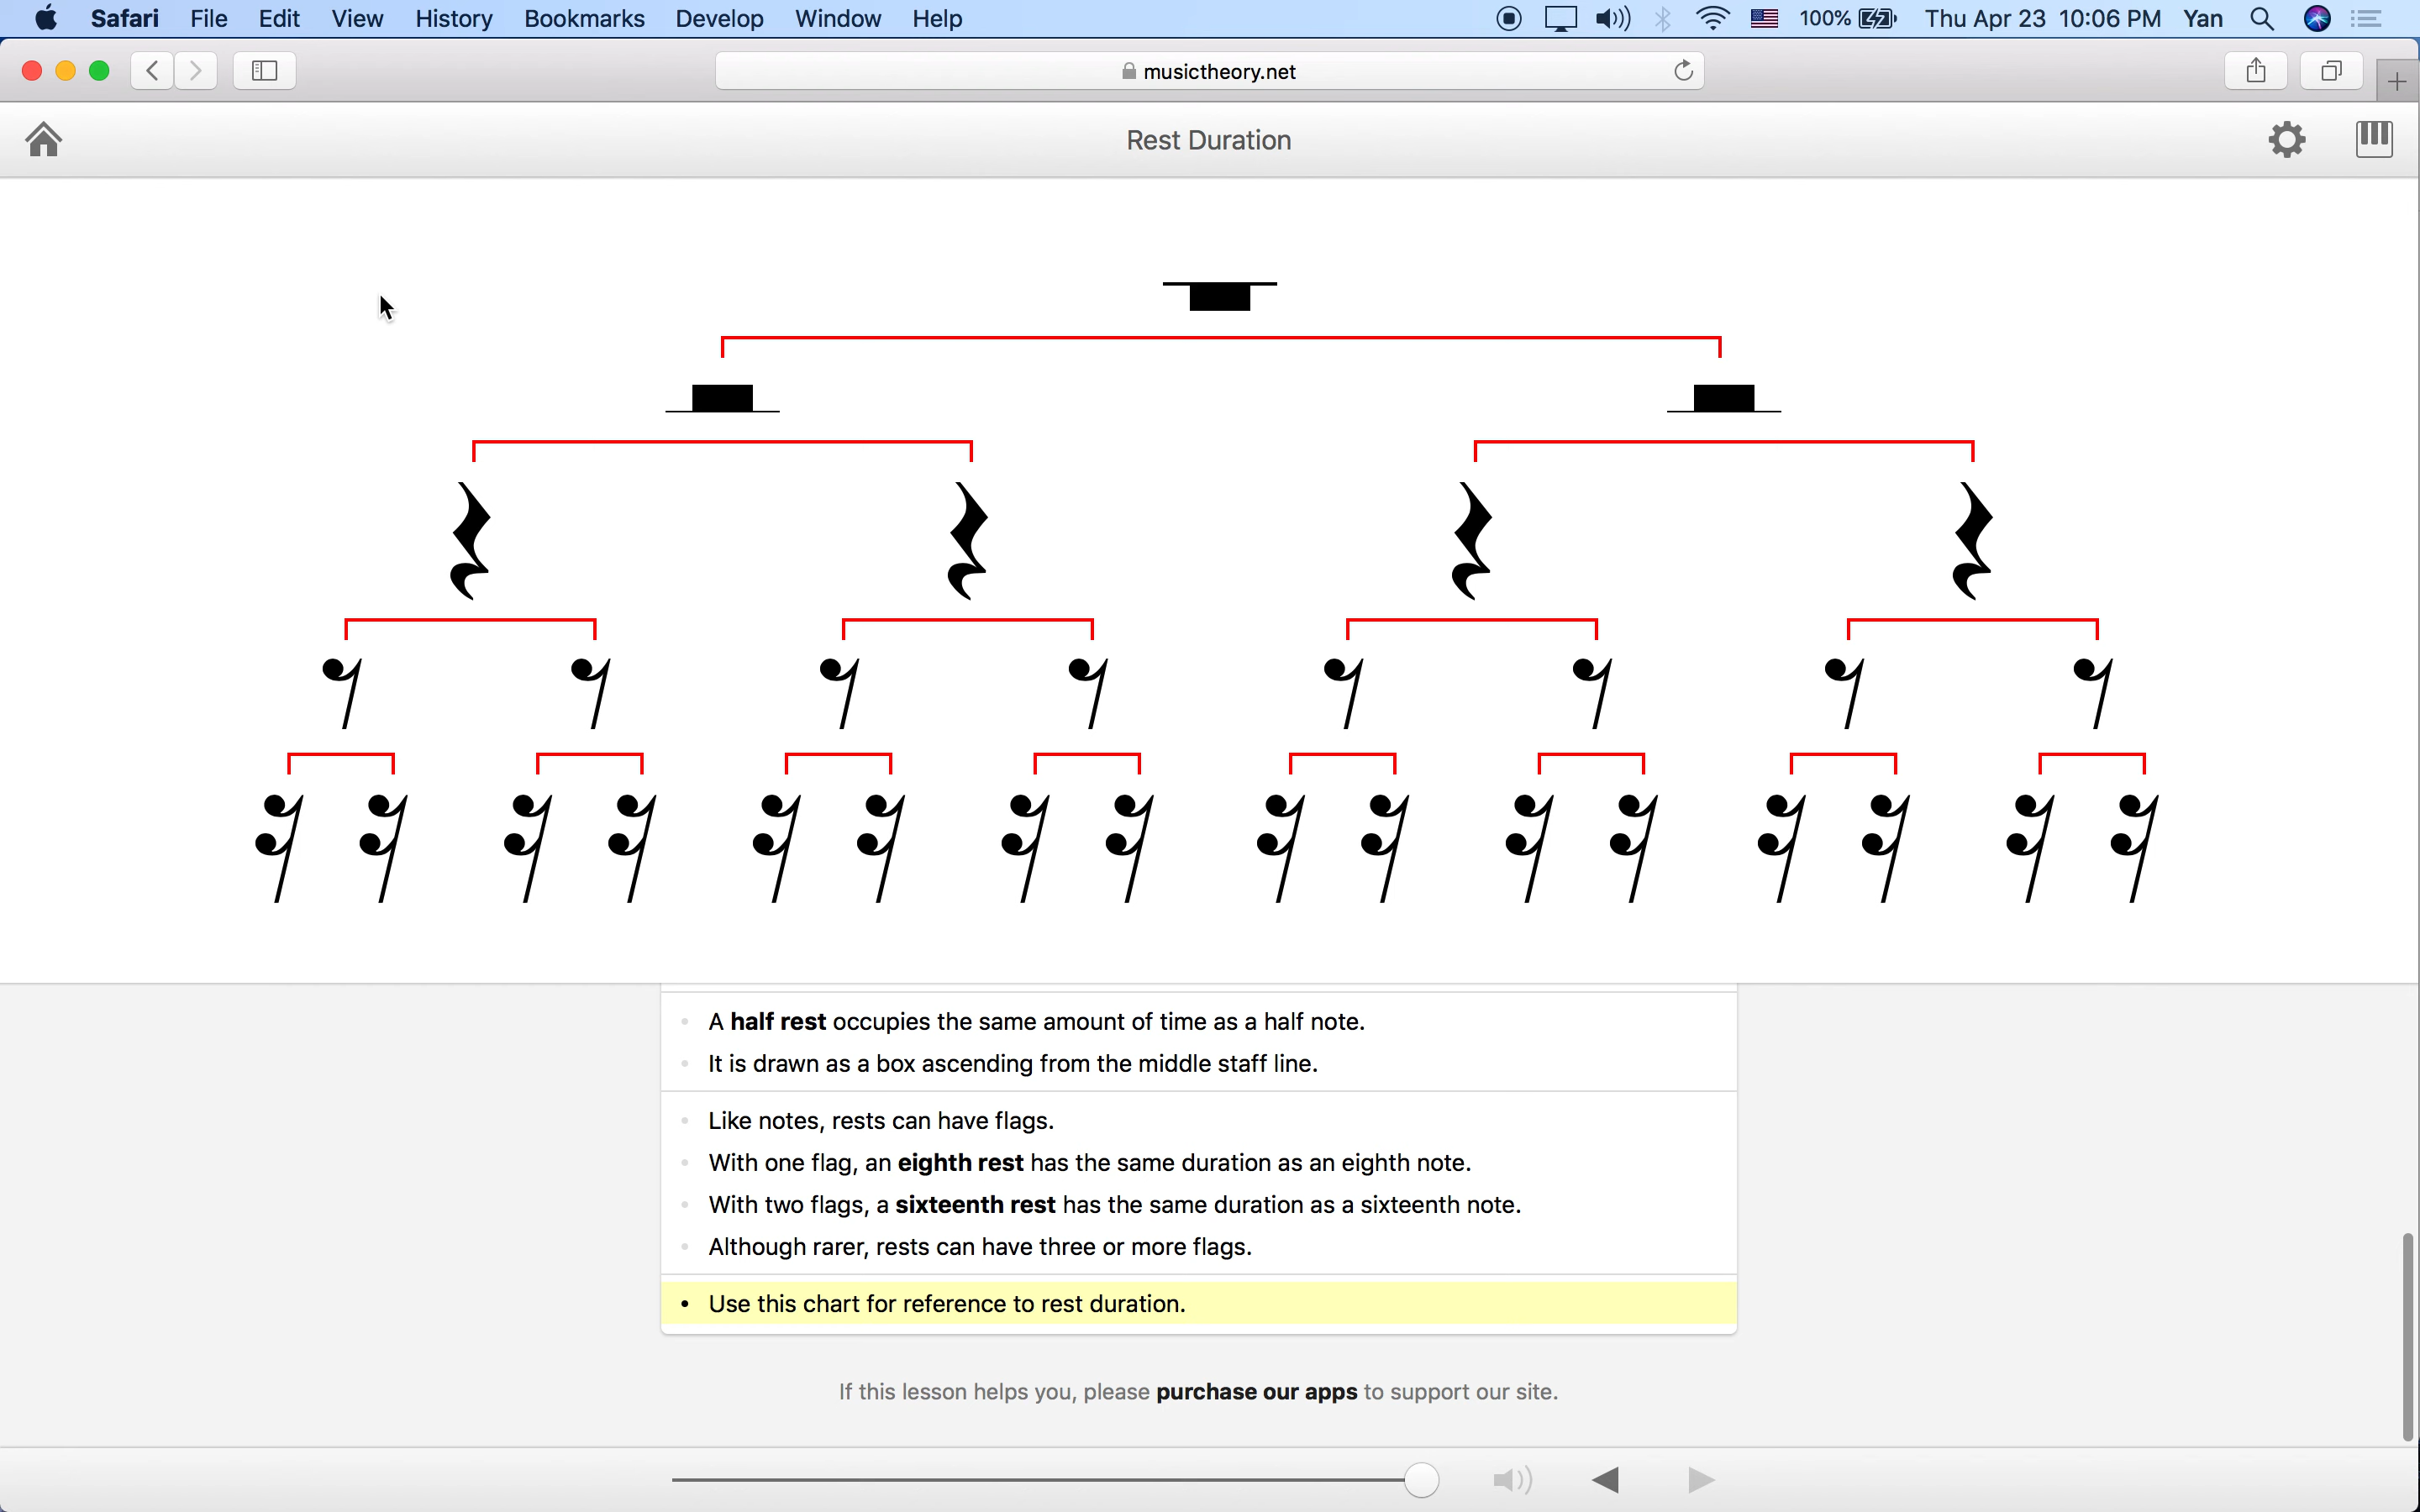 Safari File Edit View History Bookmarks Develop Window Help 100% Thu Apr 23 10:06 PM Yan
musictheory.net
Rest Duration
A half rest occupies the same amount of time as a half note.
It is drawn as a box ascending from the middle staff line.
Like notes, rests can have flags.
With one flag, an eighth rest has the same duration as an eighth note.
With two flags, a sixteenth rest has the same duration as a sixteenth note.
Although rarer, rests can have three or more flags.
Use this chart for reference to rest duration.
If this lesson helps you, please purchase our apps to support our site.